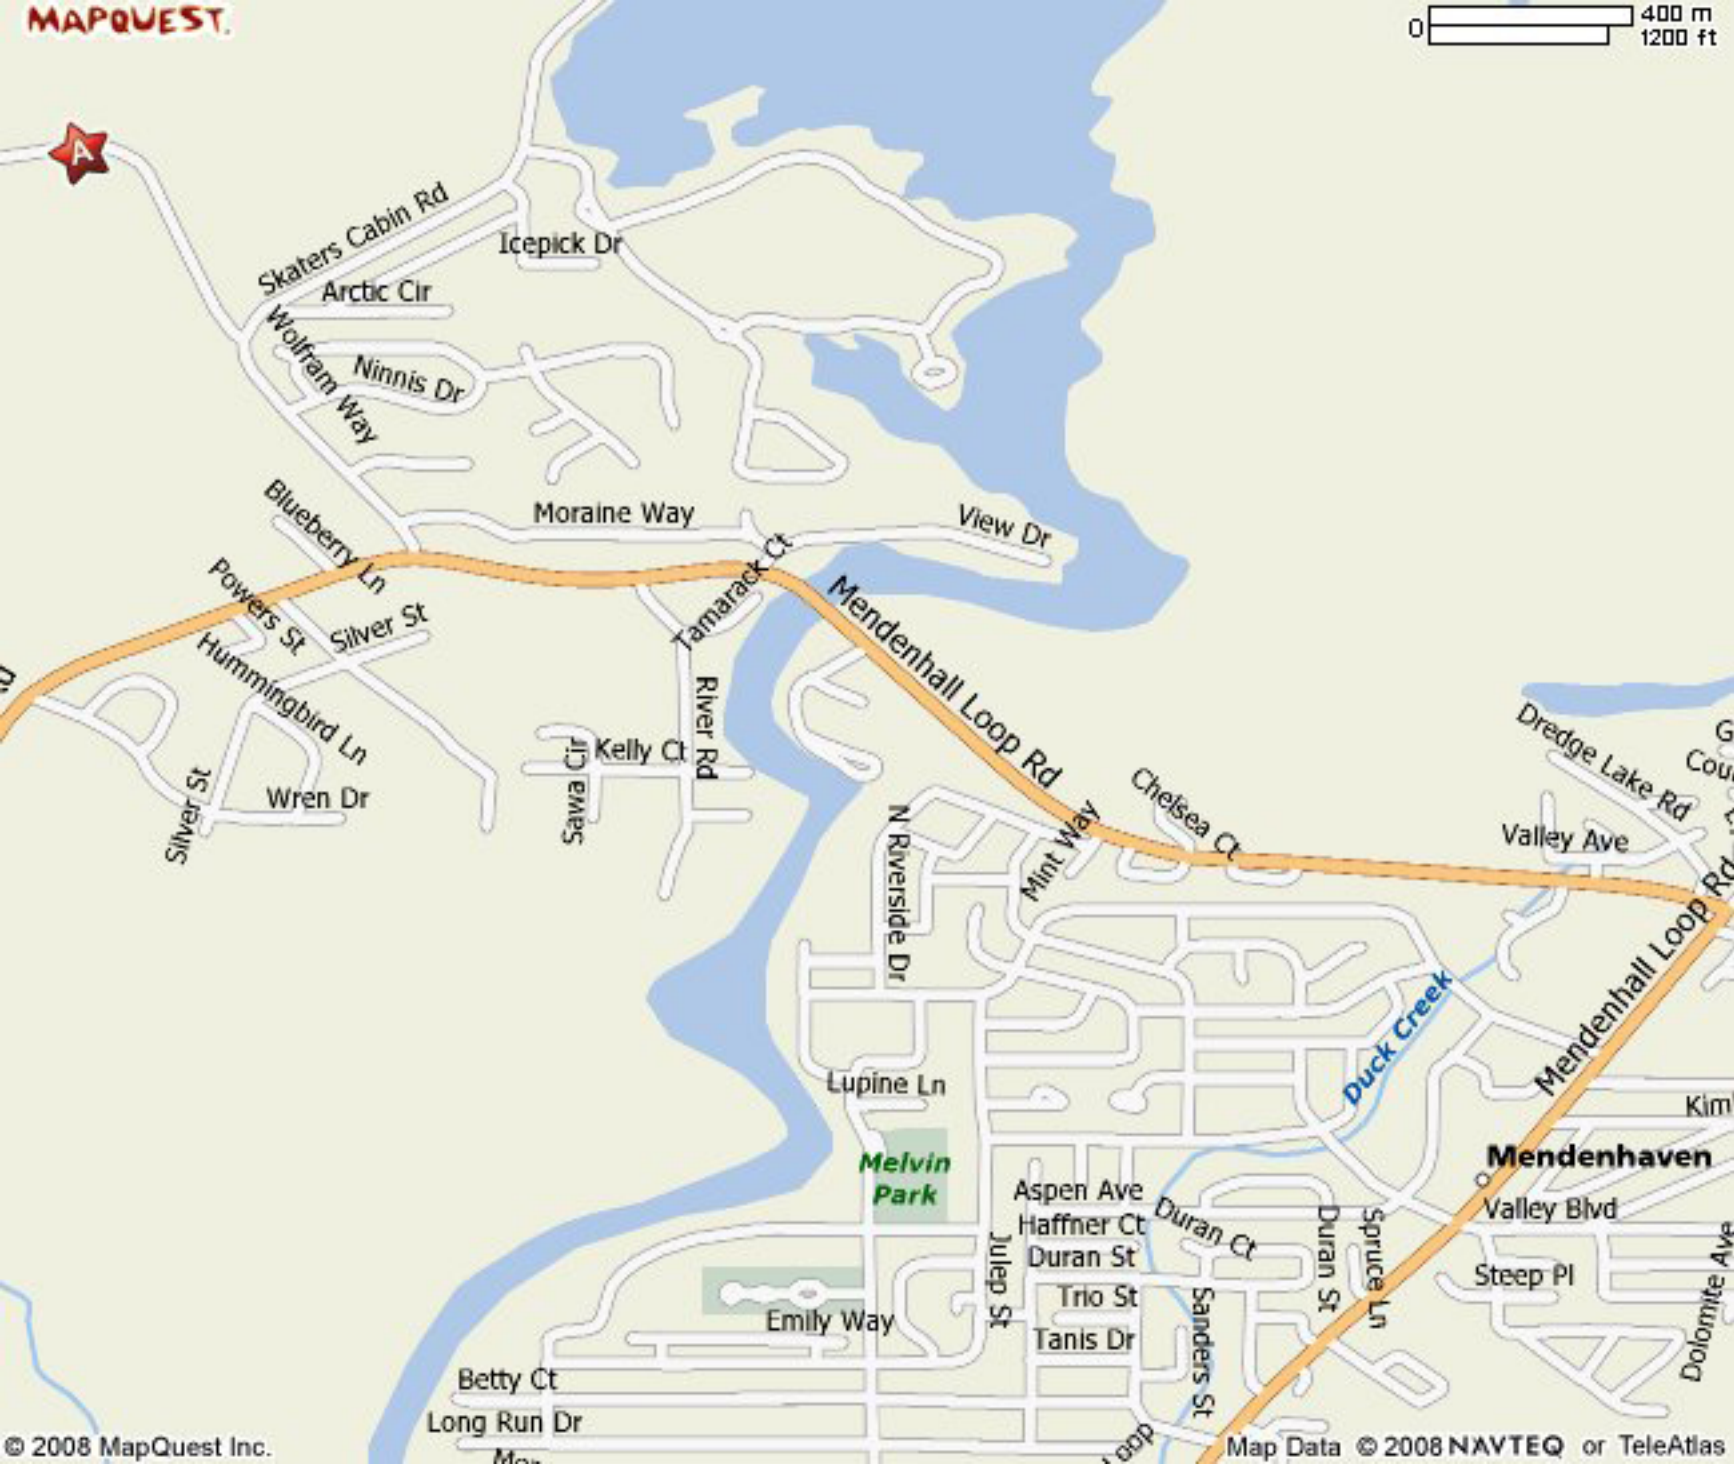 MAPQUEST.
400 m
0
1200 ft
A
Skaters Cabin Rd
Icepick Dr
Arctic Cir
Wolfram Way
Ninnis Dr
Blueberry Ln
Moraine Way
View Dr
Tamarack Ct
Powers St
Silver St
Hummingbird Ln
Mendenhall Loop Rd
River Rd
Kelly Ct
Sawa Cir
Silver St
Wren Dr
Dredge Lake Rd
Chelsea Ct
Valley Ave
N Riverside Dr
Mint Way
Mendenhall Loop Rd
Duck Creek
Lupine Ln
Melvin
Park
Mendenhaven
Aspen Ave
Haffner Ct
Duran Ct
Duran St
Valley Blvd
Julep St
Duran St
Spruce Ln
Steep Pl
Trio St
Emily Way
Tanis Dr
Sanders St
Dolomite Ave
Betty Ct
Long Run Dr
Loop
© 2008 MapQuest Inc.
Map Data © 2008 NAVTEQ or TeleAtlas